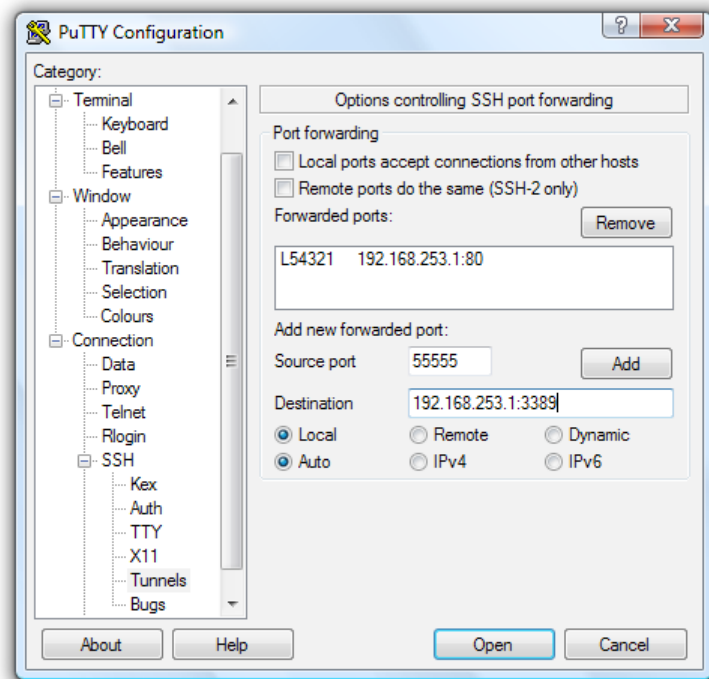 PuTTY Configuration
Category:
Terminal
Keyboard
Bell
Features
Window
Appearance
Behaviour
Translation
Selection
Colours
Connection
Data
Proxy
Telnet
Rlogin
SSH
Kex
Auth
TTY
X11
Tunnels
Bugs
Options controlling SSH port forwarding
Port forwarding
Local ports accept connections from other hosts
Remote ports do the same (SSH-2 only)
Forwarded ports:
Remove
L54321 192.168.253.1:80
Add new forwarded port:
Source port 55555 Add
Destination 192.168.253.1:3389
Local Remote Dynamic
Auto IPv4 IPv6
About Help Open Cancel